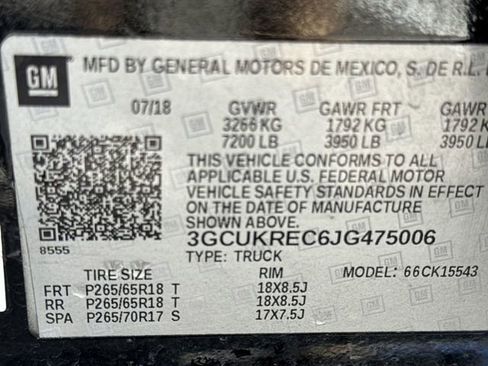 GM MFD BY GENERAL MOTORS DE MEXICO, S. DE R.L.
07/18 GVWR GAWR FRT GAWR
3266 KG 1792 KG 1792
7200 LB 3950 LB 3950 LB
THIS VEHICLE CONFORMS TO ALL
APPLICABLE U.S. FEDERAL MOTOR
VEHICLE SAFETY STANDARDS IN EFFECT
ON THE DATE OF MANUFACTURE
SHOWN ABOVE.
8555 3GCUKREC6JG475006
TYPE: TRUCK
TIRE SIZE RIM MODEL: 66CK15543
FRT P265/65R18 T 18X8.5J
RR P265/65R18 T 18X8.5J
SPA P265/70R17 S 17X7.5J